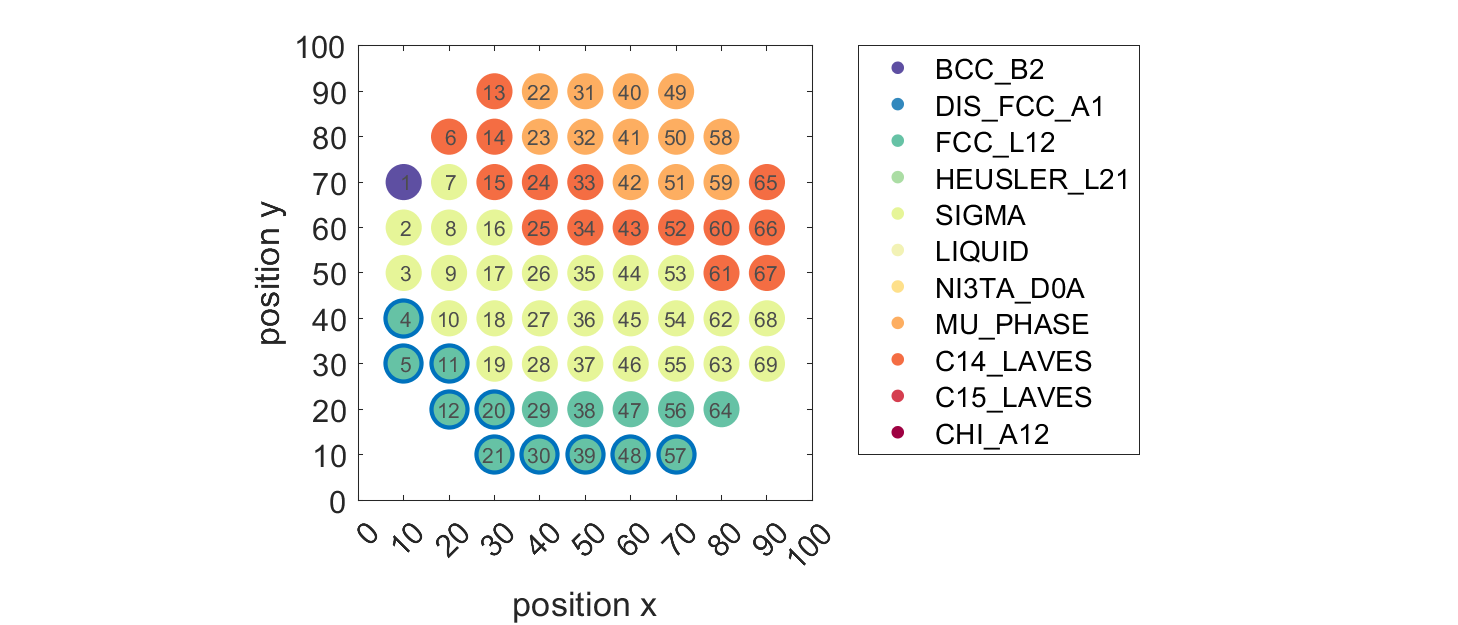 100
90 13 22 31 40 49
80 6 14 23 32 41 50 58
70 1 7 15 24 33 42 51 59 65
60 2 8 16 25 34 43 52 60 66
50 3 9 17 26 35 44 53 61 67
40 4 10 18 27 36 45 54 62 68
30 5 11 19 28 37 46 55 63 69
20 12 20 29 38 47 56 64
10 21 30 39 48 57
0
position y
0 10 20 30 40 50 60 70 80 90 100
position x
BCC_B2
DIS_FCC_A1
FCC_L12
HEUSLER_L21
SIGMA
LIQUID
NI3TA_D0A
MU_PHASE
C14_LAVES
C15_LAVES
CHI_A12